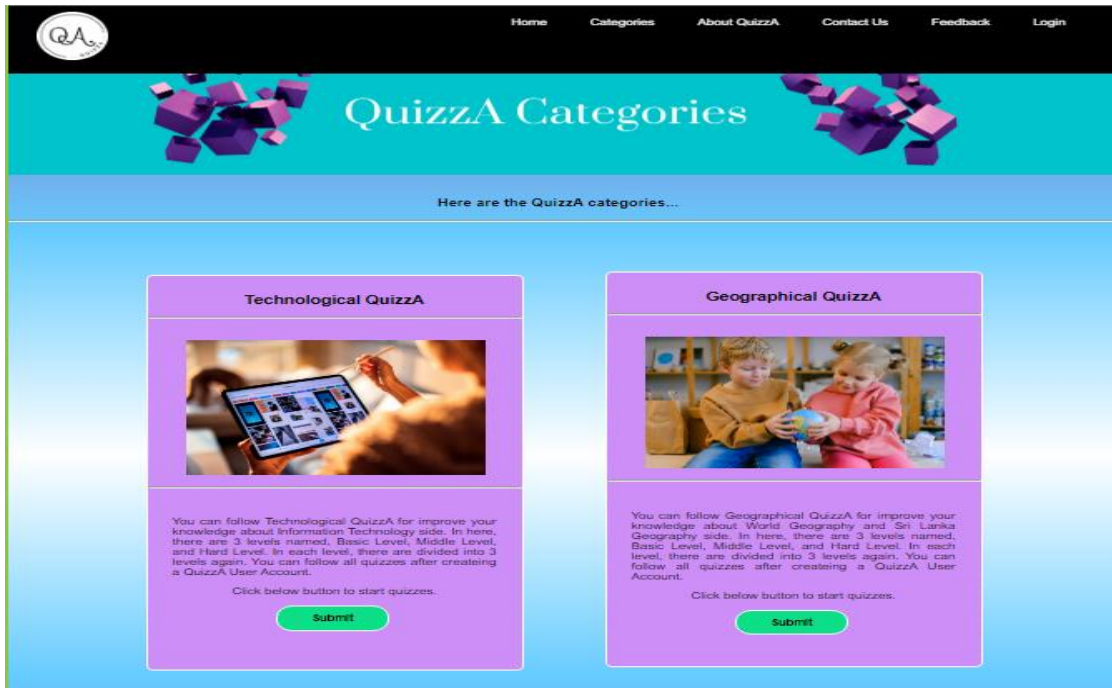 QA
Home Categories About QuizzA Contact Us Feedback Login
QuizzA Categories
Here are the QuizzA categories...
Technological QuizzA
You can follow Technological QuizzA for improve your
knowledge about Information Technology side. In here,
there are 3 levels named, Basic Level, Middle Level,
and Hard Level. In each level, there are divided into 3
levels again. You can follow all quizzes after createing
a QuizzA User Account.
Click below button to start quizzes.
Submit
Geographical QuizzA
You can follow Geographical QuizzA for improve your
knowledge about World Geography and Sri Lanka
Geography side. In here, there are 3 levels named,
Basic Level, Middle Level, and Hard Level. In each
level, there are divided into 3 levels again. You can
follow all quizzes after createing a QuizzA User
Account.
Click below button to start quizzes.
Submit